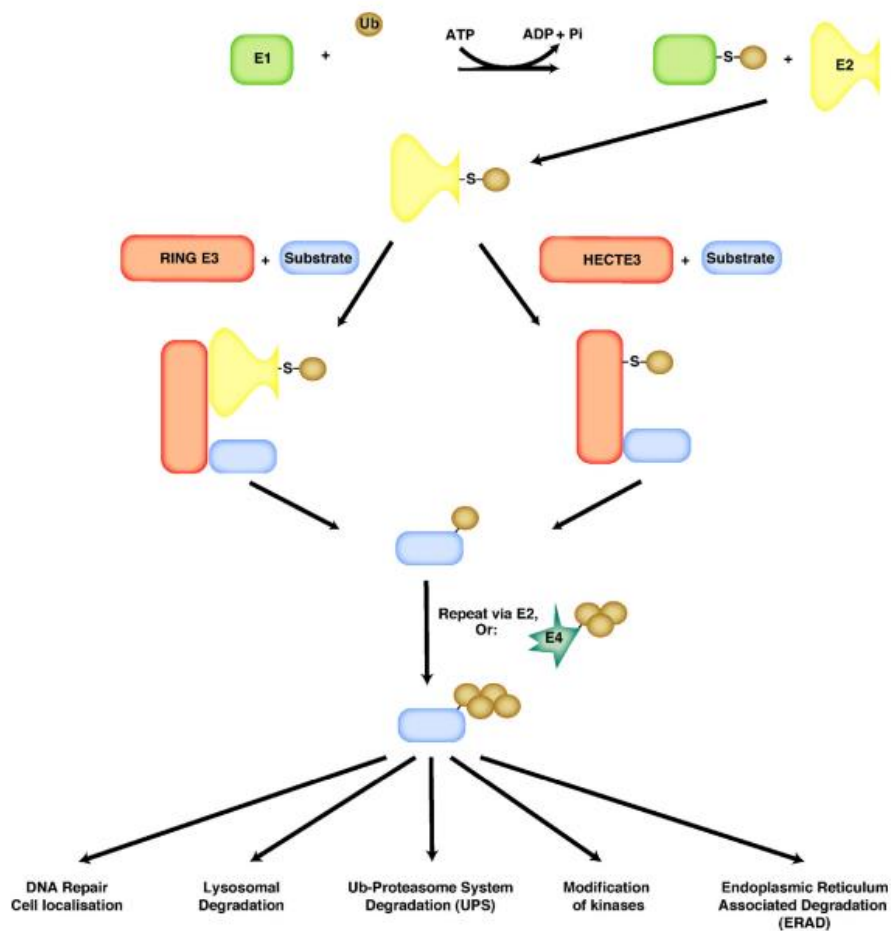 Ub
ATP
ADP + Pi
E1
+
S
+
E2
S
RING E3
+
Substrate
HECTE3
+
Substrate
S
S
Repeat via E2,
Or:
E4
DNA Repair
Cell localisation
Lysosomal
Degradation
Ub-Proteasome System
Degradation (UPS)
Modification
of kinases
Endoplasmic Reticulum
Associated Degradation
(ERAD)